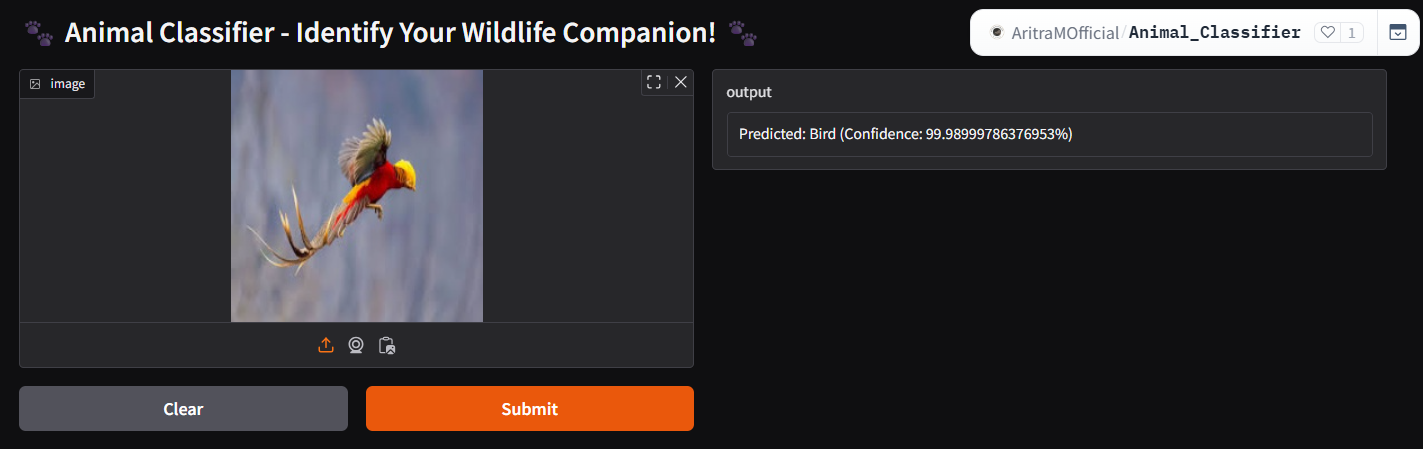 🐾 Animal Classifier - Identify Your Wildlife Companion! 🐾
AritraMOfficial/Animal_Classifier 1
image
output
Predicted: Bird (Confidence: 99.98999786376953%)
Clear
Submit